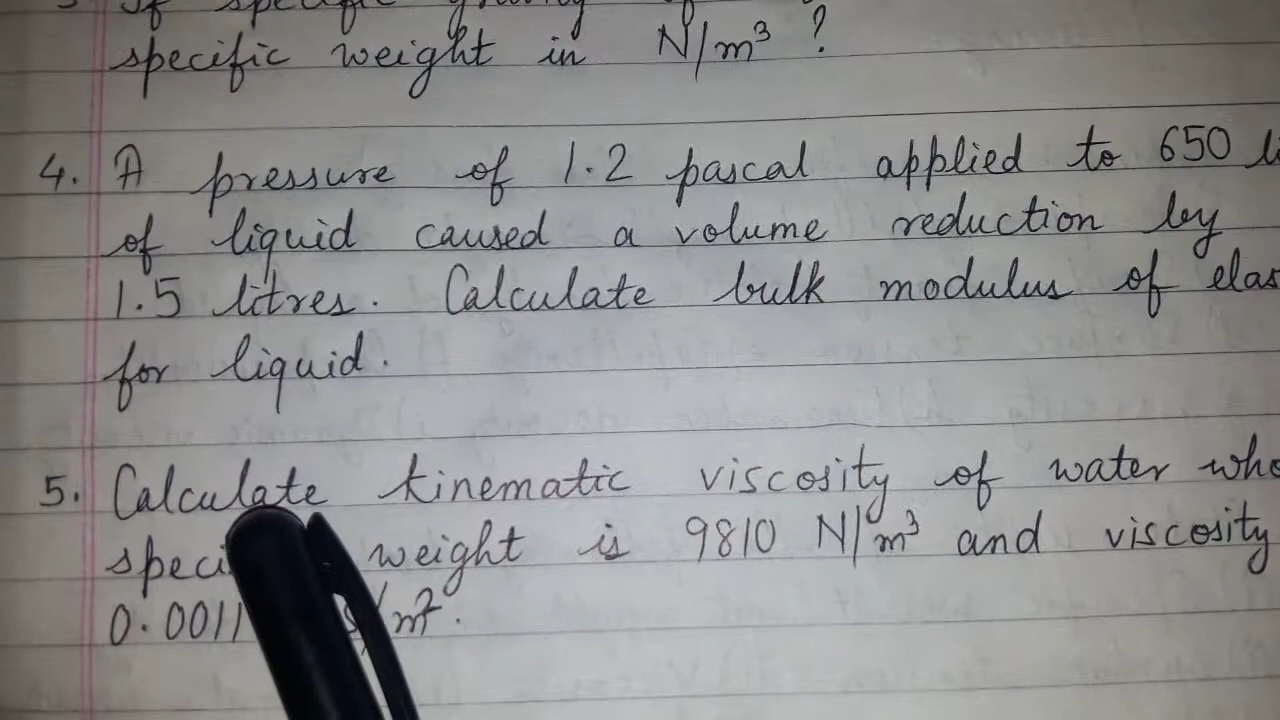 specific weight in N/m³ ?
4. A pressure of 1.2 pascal applied to 650
of liquid caused a volume reduction by
1.5 litres. Calculate bulk modulus of elas
for liquid.
5. Calculate kinematic viscosity of water
weight is 9810 N/m³ and viscosity
0.0011 /m².